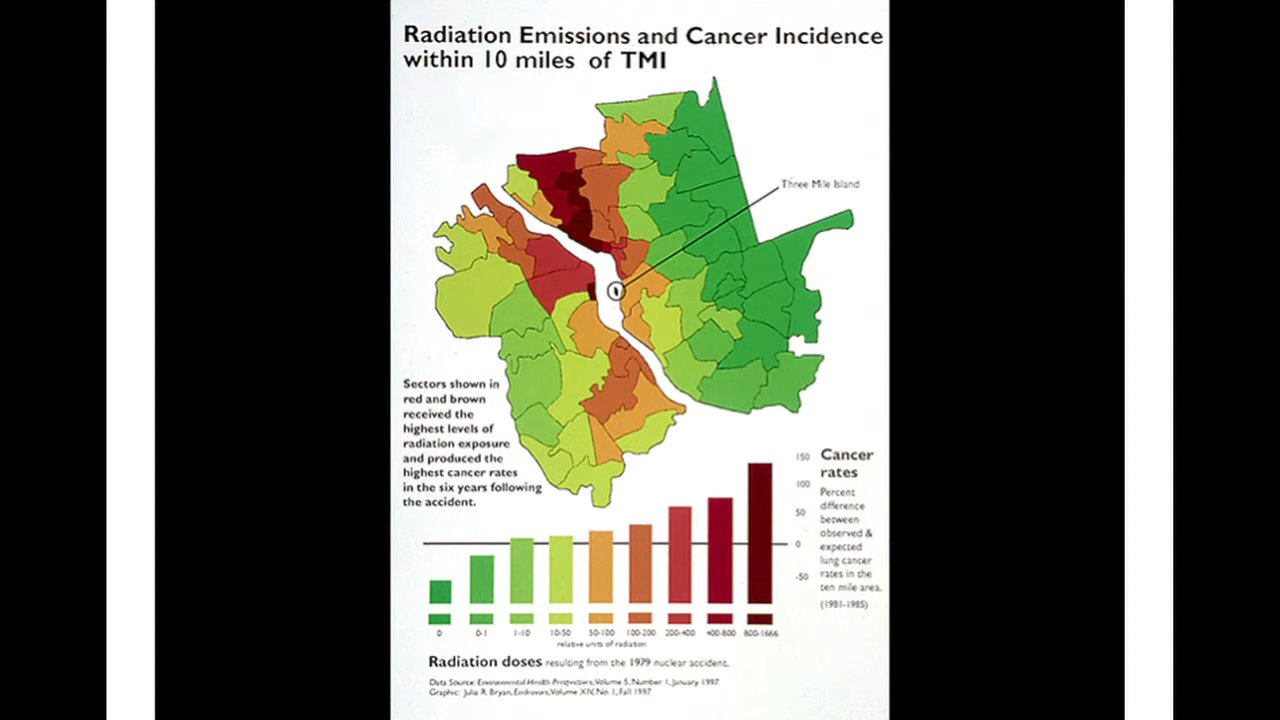 Radiation Emissions and Cancer Incidence
within 10 miles of TMI
Three Mile Island
Sectors shown in
red and brown
received the
highest levels of
radiation exposure
and produced the
highest cancer rates
in the six years following
the accident.
150
100
50
0
-50
Cancer
rates
Percent
difference
between
observed &
expected
lung cancer
rates in the
ten mile area.
(1981-1985)
0 0-1 1-10 10-50 50-100 100-200 200-400 400-800 800-1666
relative units of radiation
Radiation doses resulting from the 1979 nuclear accident.
Data Source: Environmental Health Perspectives, Volume 5, Number 1, January 1997
Graphic: Julia R. Bryan, Endeavors, Volume XIV, No. 1, Fall 1997